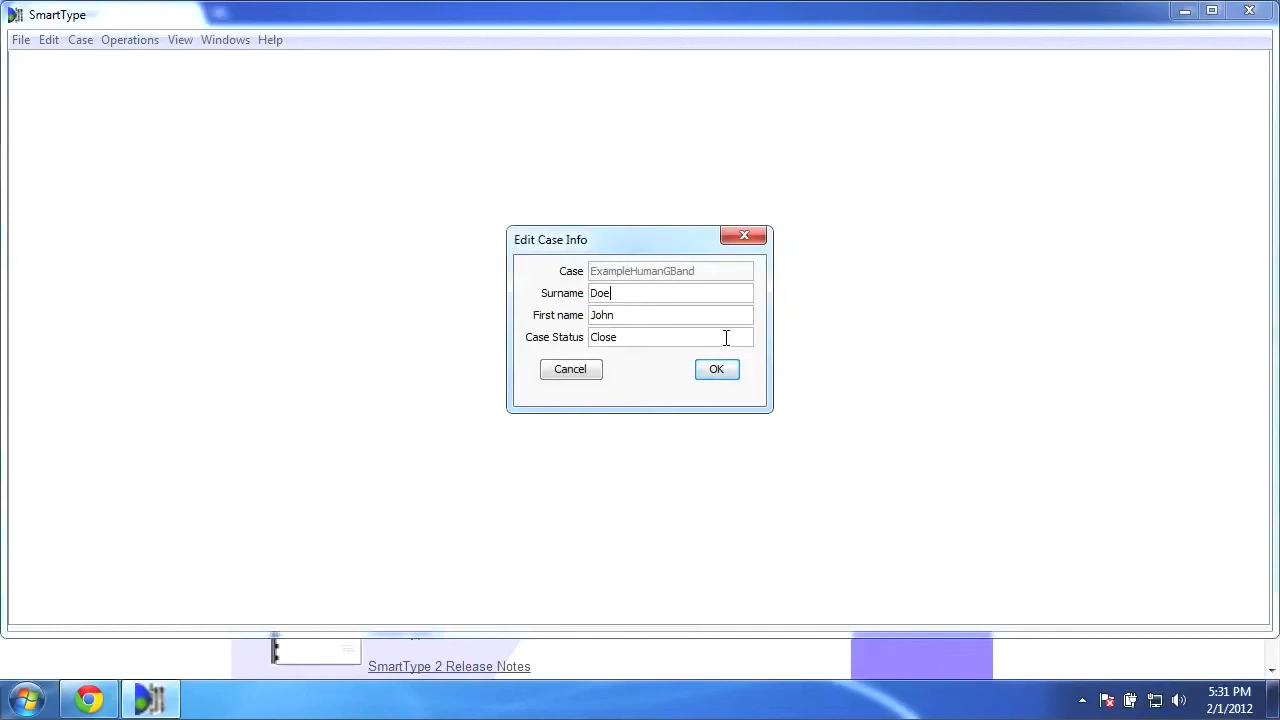 SmartType
File Edit Case Operations View Windows Help
Edit Case Info
Case ExampleHumanGBand
Surname Doe
First name John
Case Status Close
Cancel OK
SmartType 2 Release Notes
5:31 PM
2/1/2012